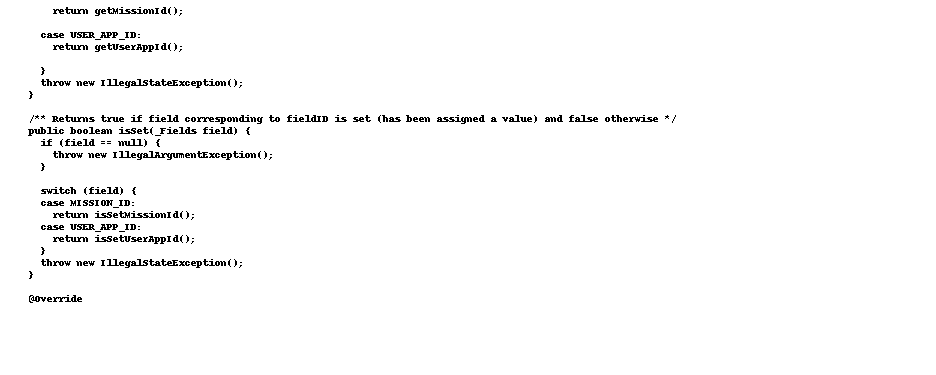 return getMissionId();
case USER_APP_ID:
return getUserAppId();
}
throw new IllegalStateException();
}
/** Returns true if field corresponding to fieldID is set (has been assigned a value) and false otherwise */
public boolean isSet(_Fields field) {
if (field == null) {
throw new IllegalArgumentException();
}
switch (field) {
case MISSION_ID:
return isSetMissionId();
case USER_APP_ID:
return isSetUserAppId();
}
throw new IllegalStateException();
}
@Override